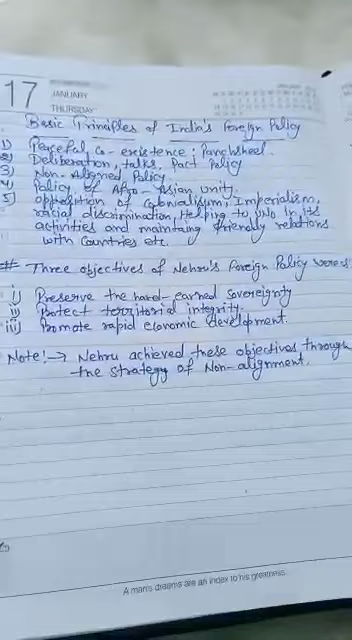 17
JANUARY
THURSDAY
Basic Principles of India's Foreign Policy
1) Peaceful Co-existence: Panchsheel.
2) Deliberation, talks, Pact Policy
3) Non-Aligned Policy
4) Policy of Afro-Asian unity.
5) opposition of Colonialism, Imperialism,
racial discrimination, Helping to UNO in its
activities and maintaing friendly relations
with Countries etc.
# Three objectives of Nehru's Foreign Policy were:
i) Preserve the hard-earned sovereignty
ii) Protect territorial integrity.
iii) Promote rapid economic development.
Note:→ Nehru achieved these objectives through
the strategy of Non-alignment.
A man's dreams are an index to his greatness.